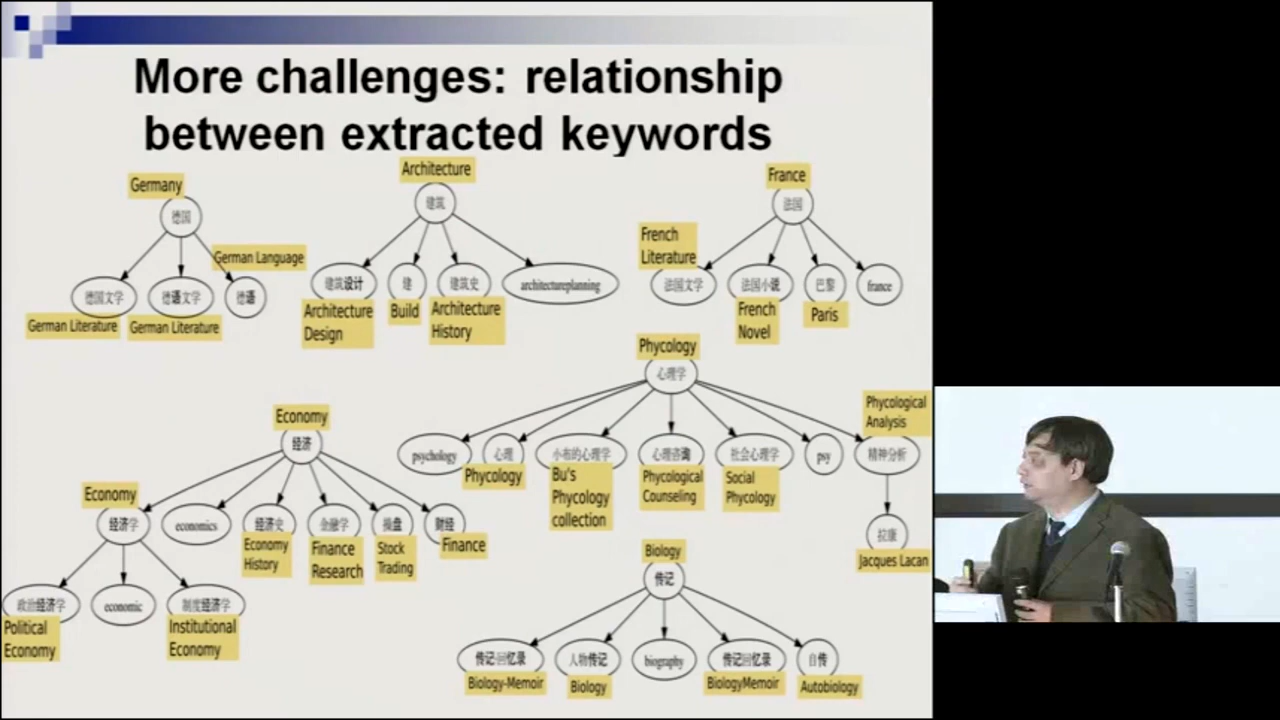 More challenges: relationship
between extracted keywords
Germany
德国
German Language
德国文学
德语文学
德语
German Literature
German Literature
Architecture
建筑
建筑设计
建
建筑史
architectureplanning
Architecture
Design
Build
Architecture
History
France
法国
French
Literature
法国文学
法国小说
巴黎
france
French
Novel
Paris
Economy
经济
Economy
经济学
economics
经济史
金融学
操盘
财经
Economy
History
Finance
Research
Stock
Trading
Finance
政治经济学
economic
制度经济学
Political
Economy
Institutional
Economy
Phycology
心理学
Phycological
Analysis
psychology
心理
小布的心理学
心理咨询
社会心理学
psy
精神分析
Phycology
Bu's
Phycology
collection
Phycological
Counseling
Social
Phycology
拉康
Jacques Lacan
Biology
传记
传记·回忆录
人物传记
biography
传记回忆录
自传
Biology-Memoir
Biology
BiologyMemoir
Autobiology